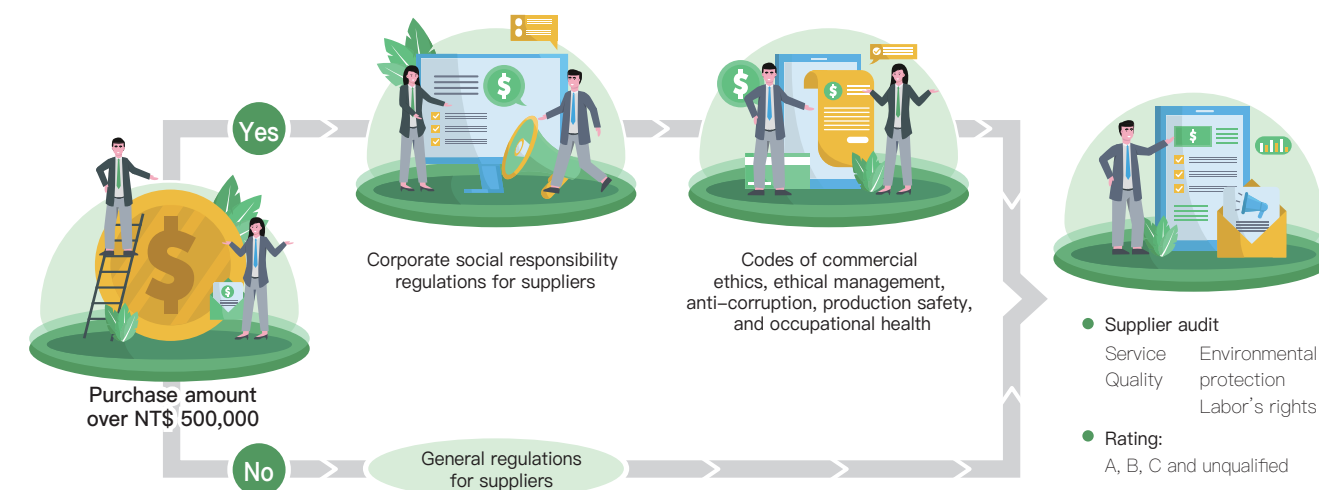 Yes
Corporate social responsibility
regulations for suppliers
Codes of commercial
ethics, ethical management,
anti-corruption, production safety,
and occupational health
Purchase amount
over NT$ 500,000
No
General regulations
for suppliers
Supplier audit
Service Environmental
Quality protection
Labor's rights
Rating:
A, B, C and unqualified